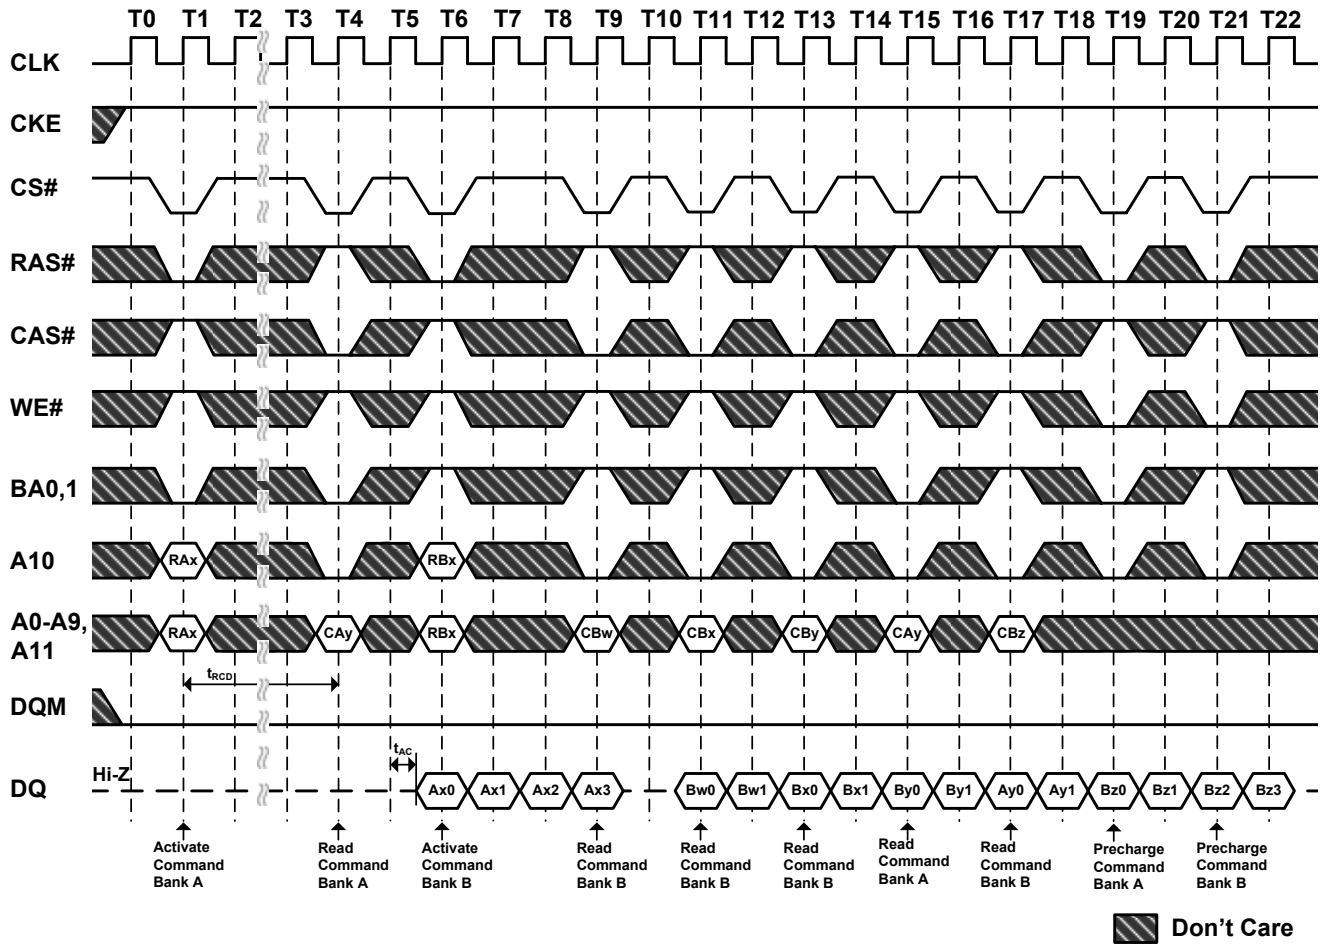 T0 T1 T2 T3 T4 T5 T6 T7 T8 T9 T10 T11 T12 T13 T14 T15 T16 T17 T18 T19 T20 T21 T22
CLK
CKE
CS#
RAS#
CAS#
WE#
BA0,1
A10 RAx RBx
A0-A9,
A11
RAx CAy RBx CBw CBx CBy CAy CBz
tRCD
DQM
tAC
Hi-Z
DQ Ax0 Ax1 Ax2 Ax3 Bw0 Bw1 Bx0 Bx1 By0 By1 Ay0 Ay1 Bz0 Bz1 Bz2 Bz3
Activate
Command
Bank A
Read
Command
Bank A
Activate
Command
Bank B
Read
Command
Bank B
Read
Command
Bank B
Read
Command
Bank B
Read
Command
Bank A
Read
Command
Bank B
Precharge
Command
Bank A
Precharge
Command
Bank B
Don't Care